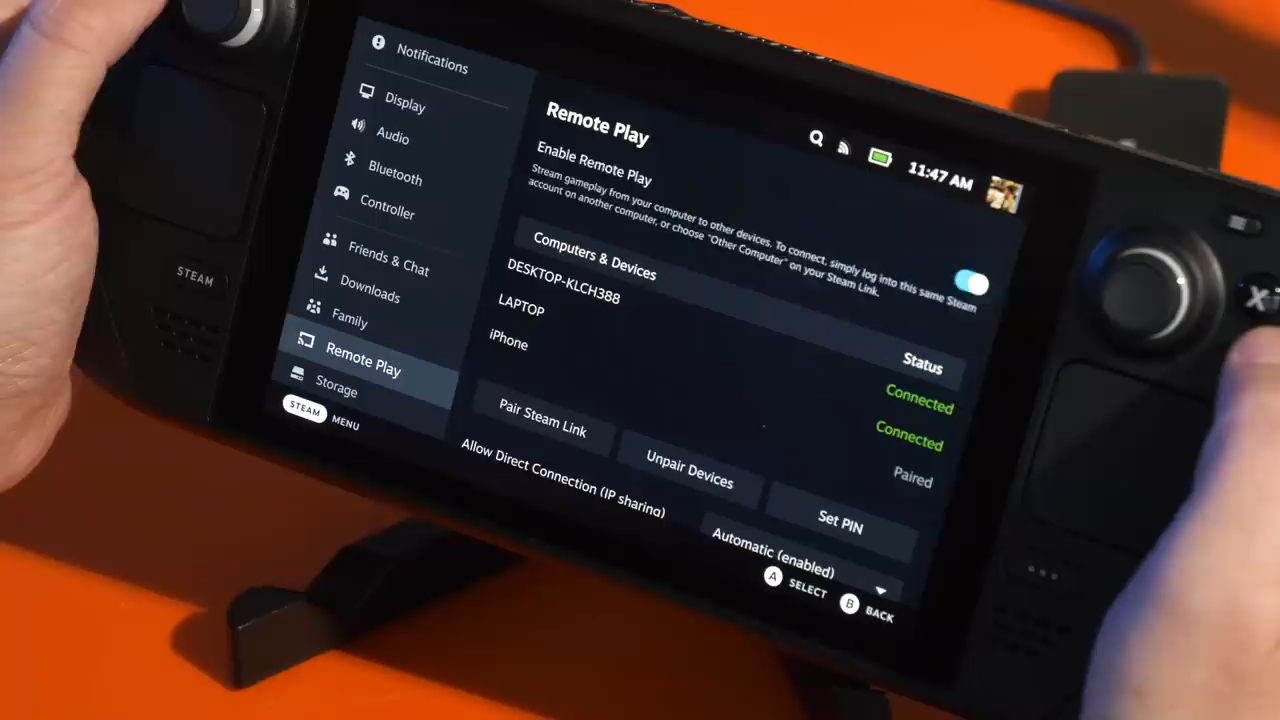 Notifications
Display
Audio
Bluetooth
Controller
Friends & Chat
Downloads
Family
Remote Play
Storage
STEAM MENU
Remote Play
11:47 AM
Enable Remote Play
Stream gameplay from your computer to other devices. To connect, simply log into this same Steam
account on another computer, or choose "Other Computer" on your Steam Link.
Computers & Devices Status
DESKTOP-KLCH388 Connected
LAPTOP Connected
iPhone Paired
Pair Steam Link Unpair Devices Set PIN
Allow Direct Connection (IP sharing) Automatic (enabled)
A SELECT B BACK
STEAM
X